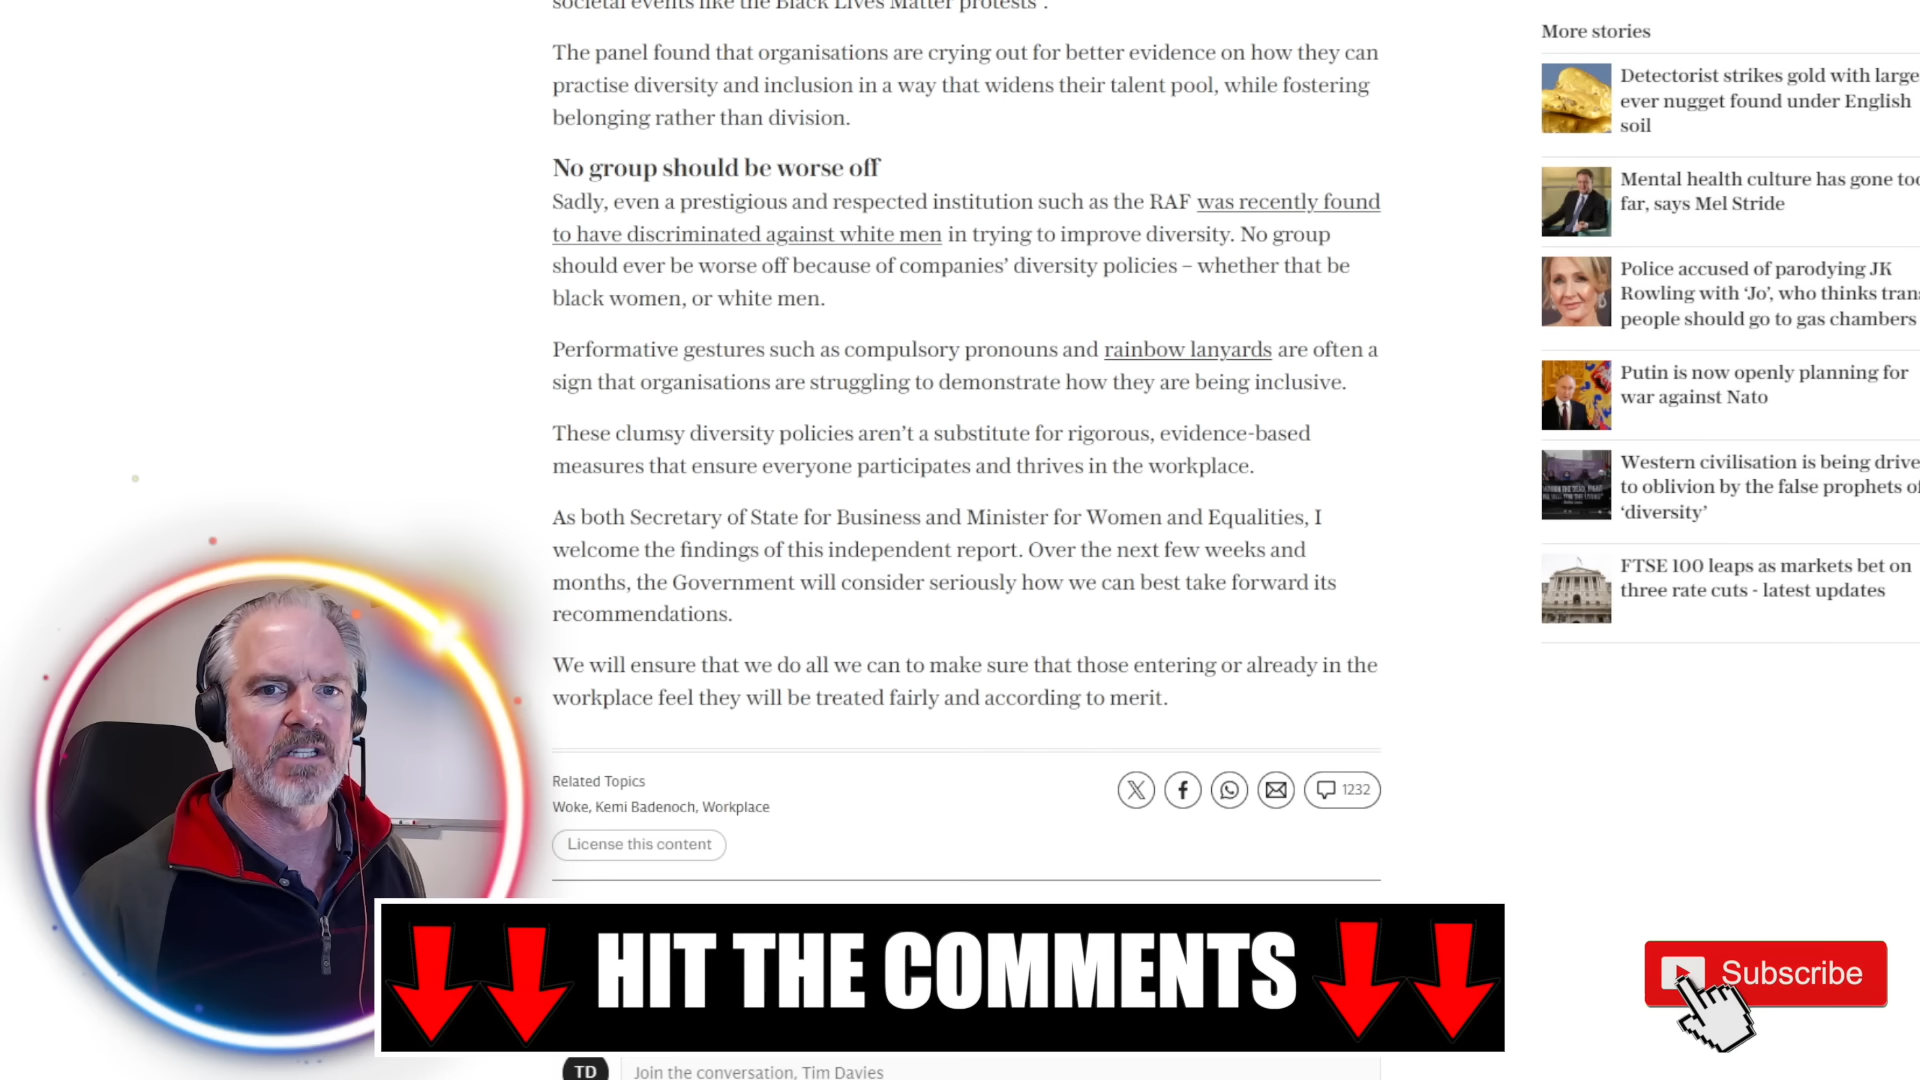 societal events like the Black Lives Matter protests".
The panel found that organisations are crying out for better evidence on how they can
practise diversity and inclusion in a way that widens their talent pool, while fostering
belonging rather than division.
No group should be worse off
Sadly, even a prestigious and respected institution such as the RAF was recently found
to have discriminated against white men in trying to improve diversity. No group
should ever be worse off because of companies’ diversity policies – whether that be
black women, or white men.
Performative gestures such as compulsory pronouns and rainbow lanyards are often a
sign that organisations are struggling to demonstrate how they are being inclusive.
These clumsy diversity policies aren’t a substitute for rigorous, evidence-based
measures that ensure everyone participates and thrives in the workplace.
As both Secretary of State for Business and Minister for Women and Equalities, I
welcome the findings of this independent report. Over the next few weeks and
months, the Government will consider seriously how we can best take forward its
recommendations.
We will ensure that we do all we can to make sure that those entering or already in the
workplace feel they will be treated fairly and according to merit.
Related Topics
Woke, Kemi Badenoch, Workplace
1232
License this content
More stories
Detectorist strikes gold with large
ever nugget found under English
soil
Mental health culture has gone too
far, says Mel Stride
Police accused of parodying JK
Rowling with ‘Jo’, who thinks tran
people should go to gas chambers
Putin is now openly planning for
war against Nato
Western civilisation is being drive
to oblivion by the false prophets of
‘diversity’
FTSE 100 leaps as markets bet on
three rate cuts - latest updates
HIT THE COMMENTS
Subscribe
TD
Join the conversation, Tim Davies